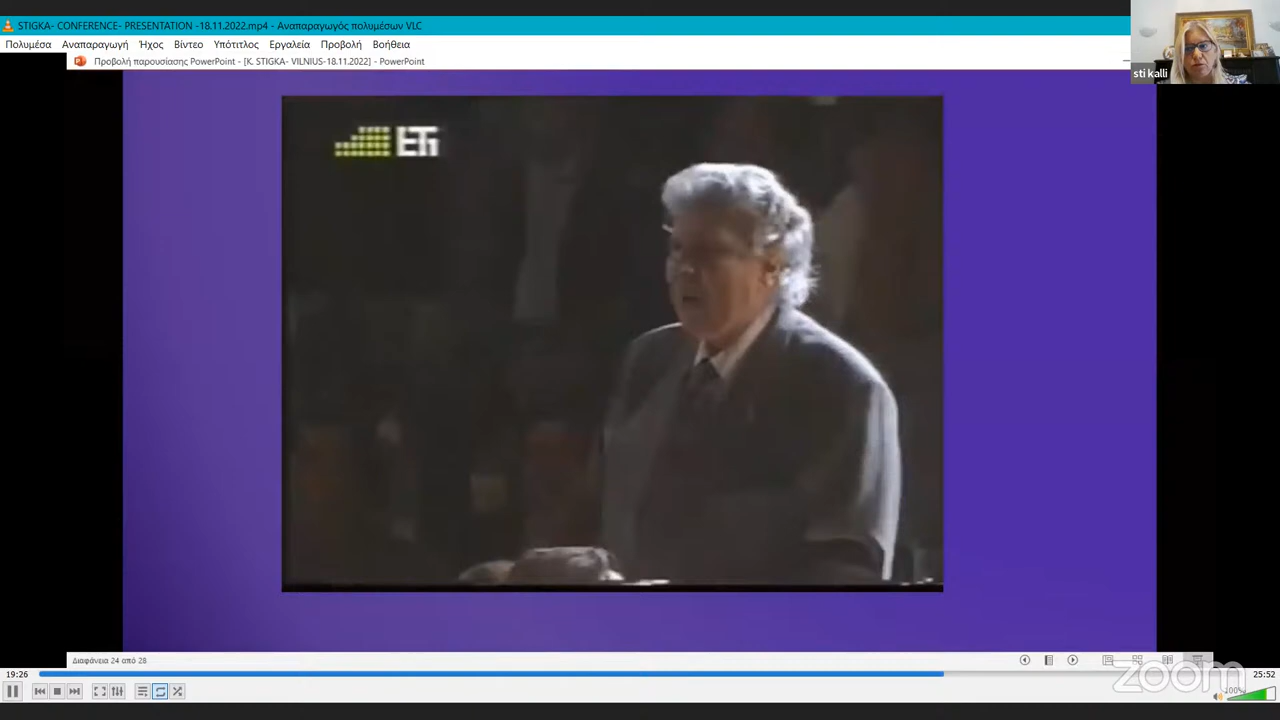 STIGKA- CONFERENCE- PRESENTATION -18.11.2022.mp4 - Αναπαραγωγός πολυμέσων VLC
Πολυμέσα Αναπαραγωγή Ήχος Βίντεο Υπότιτλος Εργαλεία Προβολή Βοήθεια
Προβολή παρουσίασης PowerPoint - [K. STIGKA- VILNIUS-18.11.2022] - PowerPoint
sti kalli
ET1
Διαφάνεια 24 από 28
19:26
25:52
zoom
100%